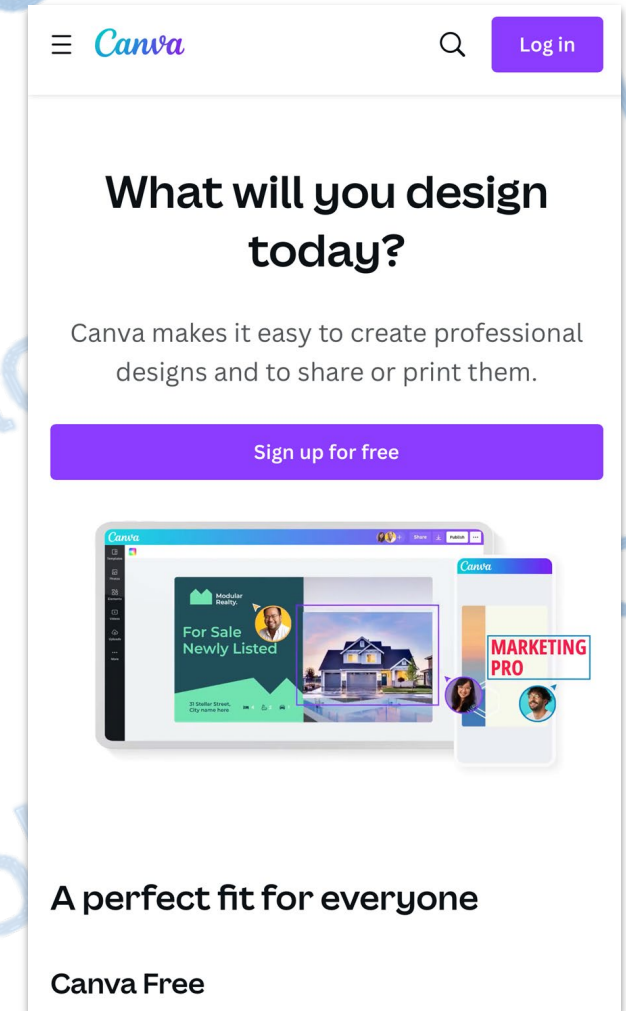 Canva
Log in
What will you design
today?
Canva makes it easy to create professional
designs and to share or print them.
Sign up for free
Canva
Share
Publish
Modular
Realty.
For Sale
Newly Listed
31 Stellar Street,
City name here
Canva
MARKETING
PRO
A perfect fit for everyone
Canva Free